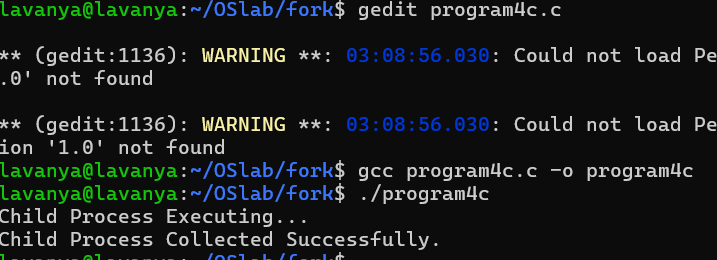 lavanya@lavanya:~/OSlab/fork$ gedit program4c.c
** (gedit:1136): WARNING **: 03:08:56.030: Could not load Pe
.0' not found
** (gedit:1136): WARNING **: 03:08:56.030: Could not load Pe
ion '1.0' not found
lavanya@lavanya:~/OSlab/fork$ gcc program4c.c -o program4c
lavanya@lavanya:~/OSlab/fork$ ./program4c
Child Process Executing...
Child Process Collected Successfully.
lavanya@lavanya:~/OSlab/fork$